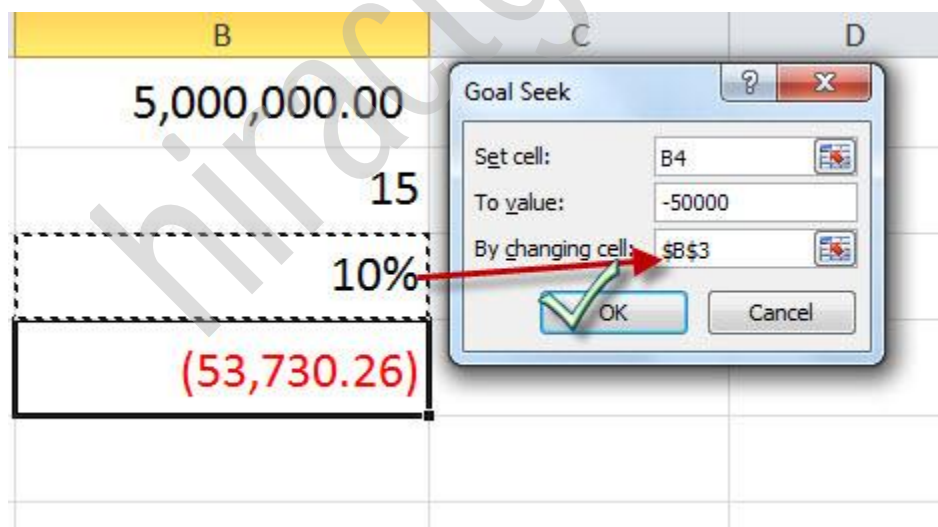 B C D
5,000,000.00
15
10%
(53,730.26)
Goal Seek
? X
Set cell: B4
To value: -50000
By changing cell: $B$3
OK Cancel